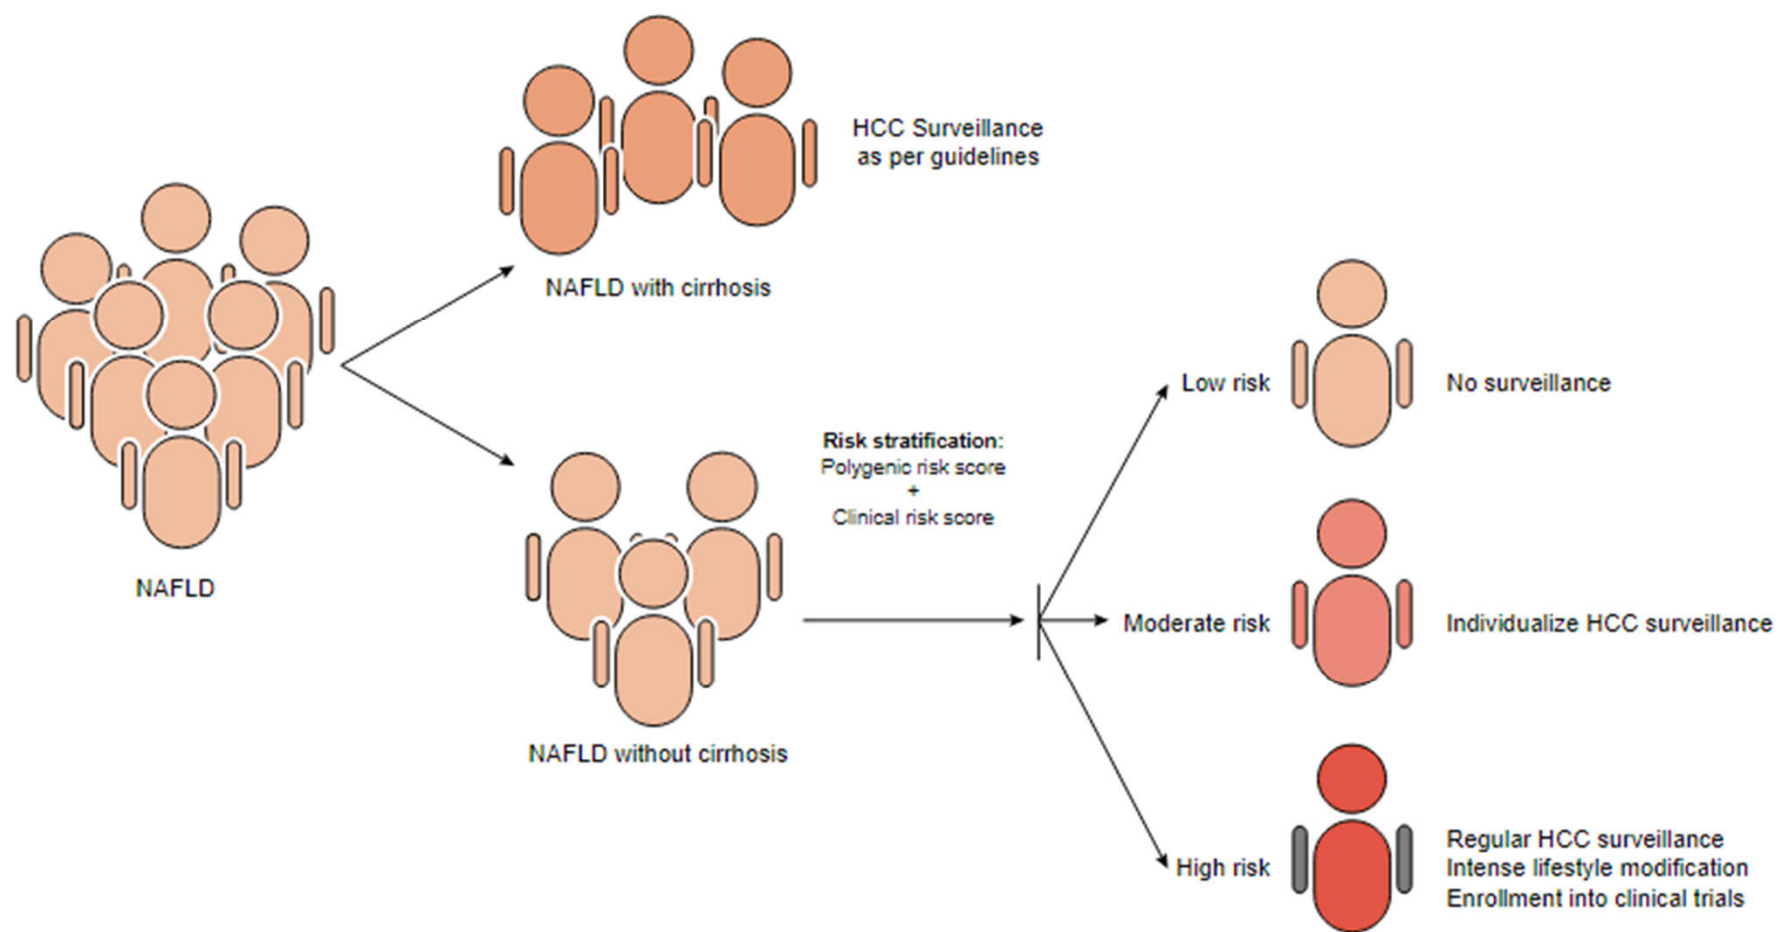 HCC Surveillance
as per guidelines
NAFLD with cirrhosis
NAFLD
Risk stratification:
Polygenic risk score
+
Clinical risk score
NAFLD without cirrhosis
Low risk
No surveillance
Moderate risk
Individualize HCC surveillance
High risk
Regular HCC surveillance
Intense lifestyle modification
Enrollment into clinical trials